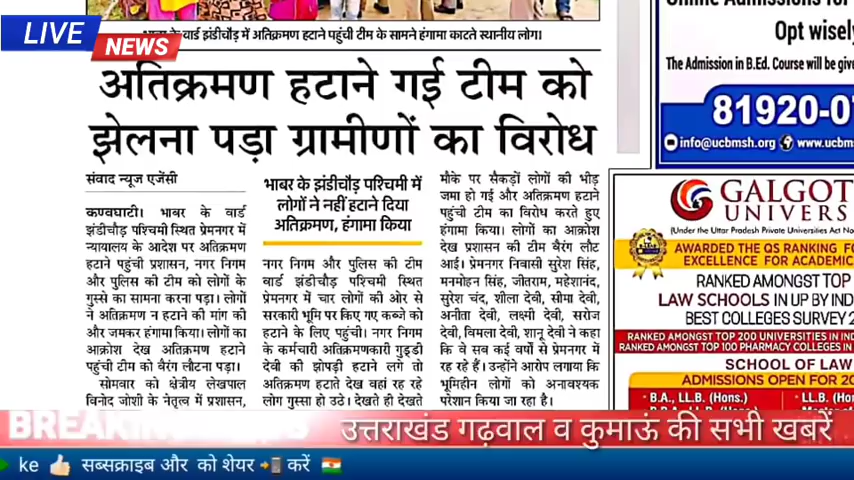 LIVE
NEWS
के वार्ड झंडीचौड़ में अतिक्रमण हटाने पहुंची टीम के सामने हंगामा काटते स्थानीय लोग।
अतिक्रमण हटाने गई टीम को
झेलना पड़ा ग्रामीणों का विरोध
संवाद न्यूज एजेंसी
कण्वघाटी। भाबर के वार्ड
झंडीचौड़ पश्चिमी स्थित प्रेमनगर में
न्यायालय के आदेश पर अतिक्रमण
हटाने पहुंची प्रशासन, नगर निगम
और पुलिस की टीम को लोगों के
गुस्से का सामना करना पड़ा। लोगों
ने अतिक्रमण न हटाने की मांग की
और जमकर हंगामा किया। लोगों का
आक्रोश देख अतिक्रमण हटाने
पहुंची टीम को बैरंग लौटना पड़ा।
सोमवार को क्षेत्रीय लेखपाल
विनोद जोशी के नेतृत्व में प्रशासन,
भाबर के झंडीचौड़ पश्चिमी में
लोगों ने नहीं हटाने दिया
अतिक्रमण, हंगामा किया
नगर निगम और पुलिस की टीम
वार्ड झंडीचौड़ पश्चिमी स्थित
प्रेमनगर में चार लोगों की ओर से
सरकारी भूमि पर किए गए कब्जे को
हटाने के लिए पहुंची। नगर निगम
के कर्मचारी अतिक्रमणकारी गुड्डी
देवी की झोपड़ी हटाने लगे तो
अतिक्रमण हटाते देख वहां रह रहे
लोग गुस्सा हो उठे। देखते ही देखते
मौके पर सैकड़ों लोगों की भीड़
जमा हो गई और अतिक्रमण हटाने
पहुंची टीम का विरोध करते हुए
हंगामा किया। लोगों का आक्रोश
देख प्रशासन की टीम बैरंग लौट
आई। प्रेमनगर निवासी सुरेश सिंह,
मनमोहन सिंह, जीतराम, महेशानंद,
सुरेश चंद, शीला देवी, सीमा देवी,
अनीता देवी, लक्ष्मी देवी, सरोज
देवी, विमला देवी, शानू देवी ने कहा
कि वे सब कई वर्षों से प्रेमनगर में
रह रहे हैं। उन्होंने आरोप लगाया कि
भूमिहीन लोगों को अनावश्यक
परेशान किया जा रहा है।
Online Admissions for
Opt wisely
The Admission in B.Ed. Course will be give
81920-0
info@ucbmsh.org www.ucbms
GALGOT
UNIVERS
(Under the Uttar Pradesh Private Universities Act No
AWARDED THE QS RANKING FO
EXCELLENCE FOR ACADEMIC
RANKED AMONGST TOP
LAW SCHOOLS IN UP BY IND
BEST COLLEGES SURVEY 2
RANKED AMONGST TOP 200 UNIVERSITIES IN INDI
RANKED AMONGST TOP 100 PHARMACY COLLEGES IN
SCHOOL OF LAW
ADMISSIONS OPEN FOR 20
• B.A., LL.B. (Hons.)
• LL.B. (Hon
उत्तराखंड गढ़वाल व कुमाऊं की सभी खबरें
ke 👍🏻 सब्सक्राइब और को शेयर 📲 करें 🇮🇳